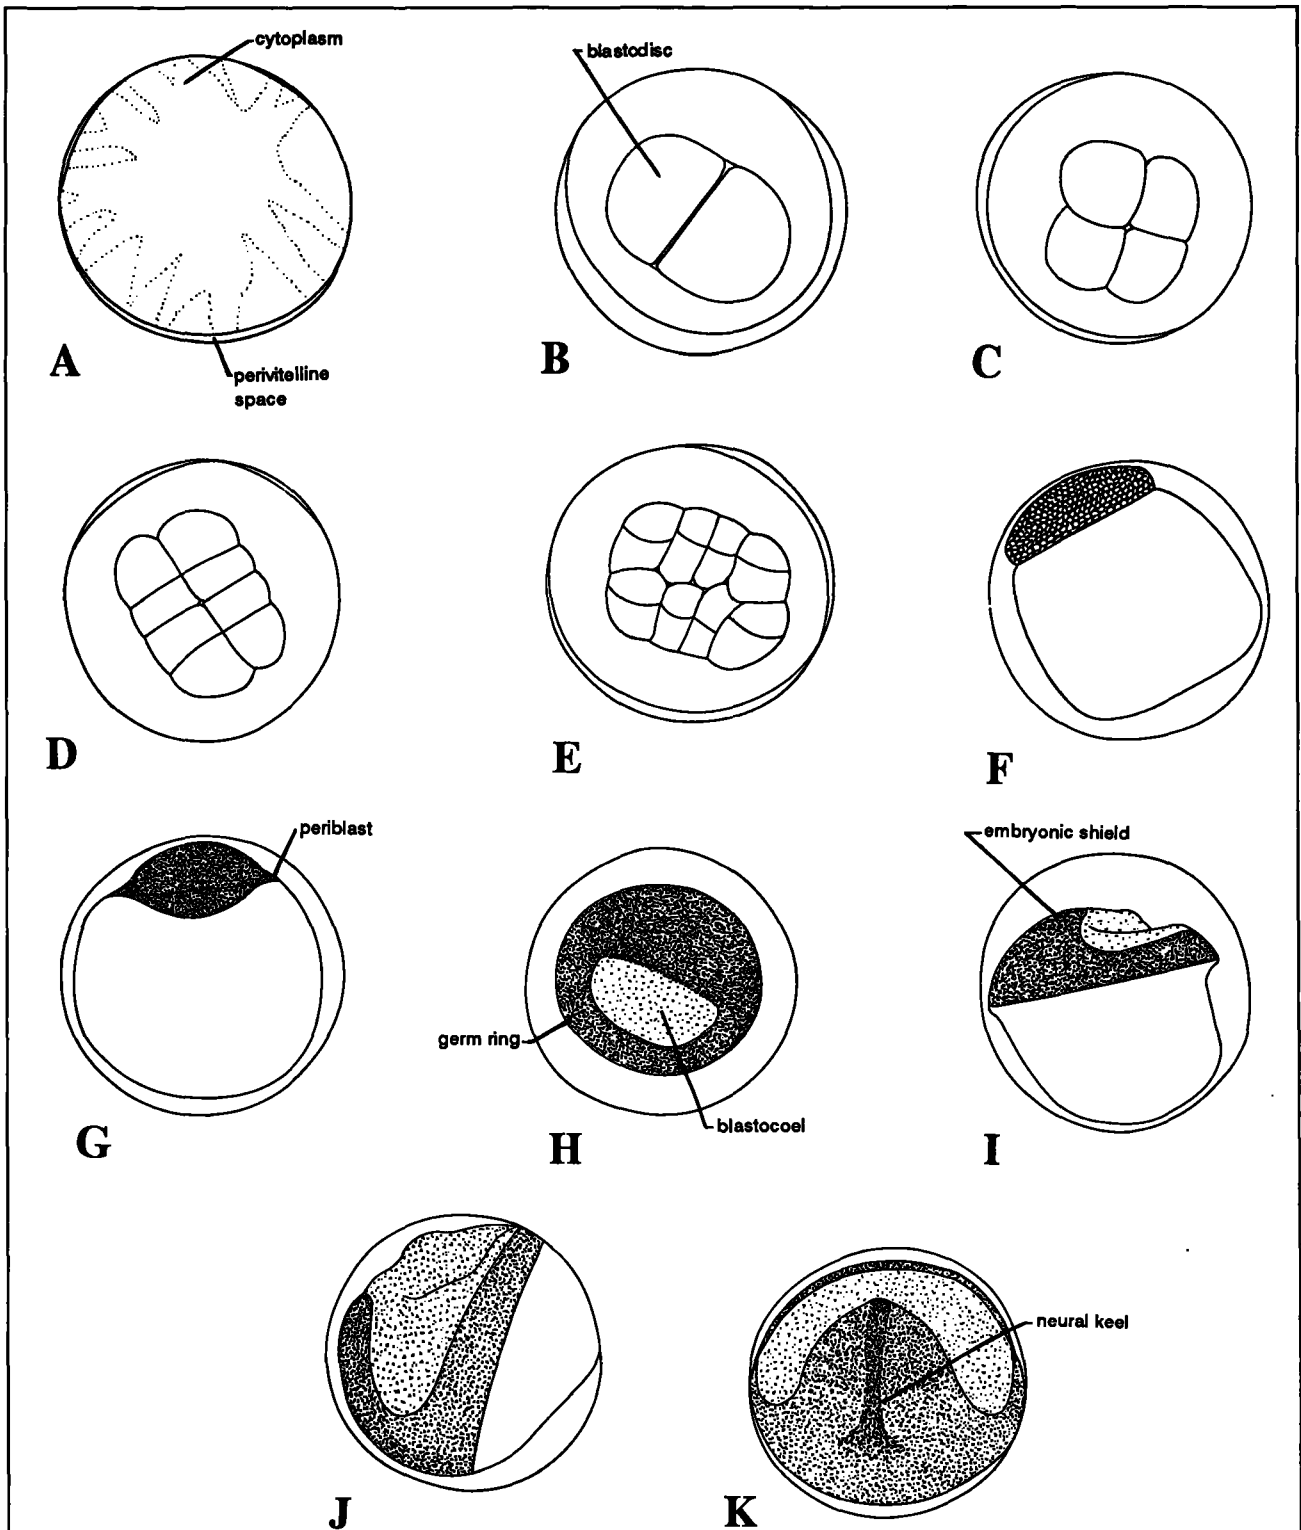 cytoplasm
blastodisc
A
perivitelline
space
B
C
D
E
F
periblast
embryonic shield
germ ring
blastocoel
G
H
I
neural keel
J
K